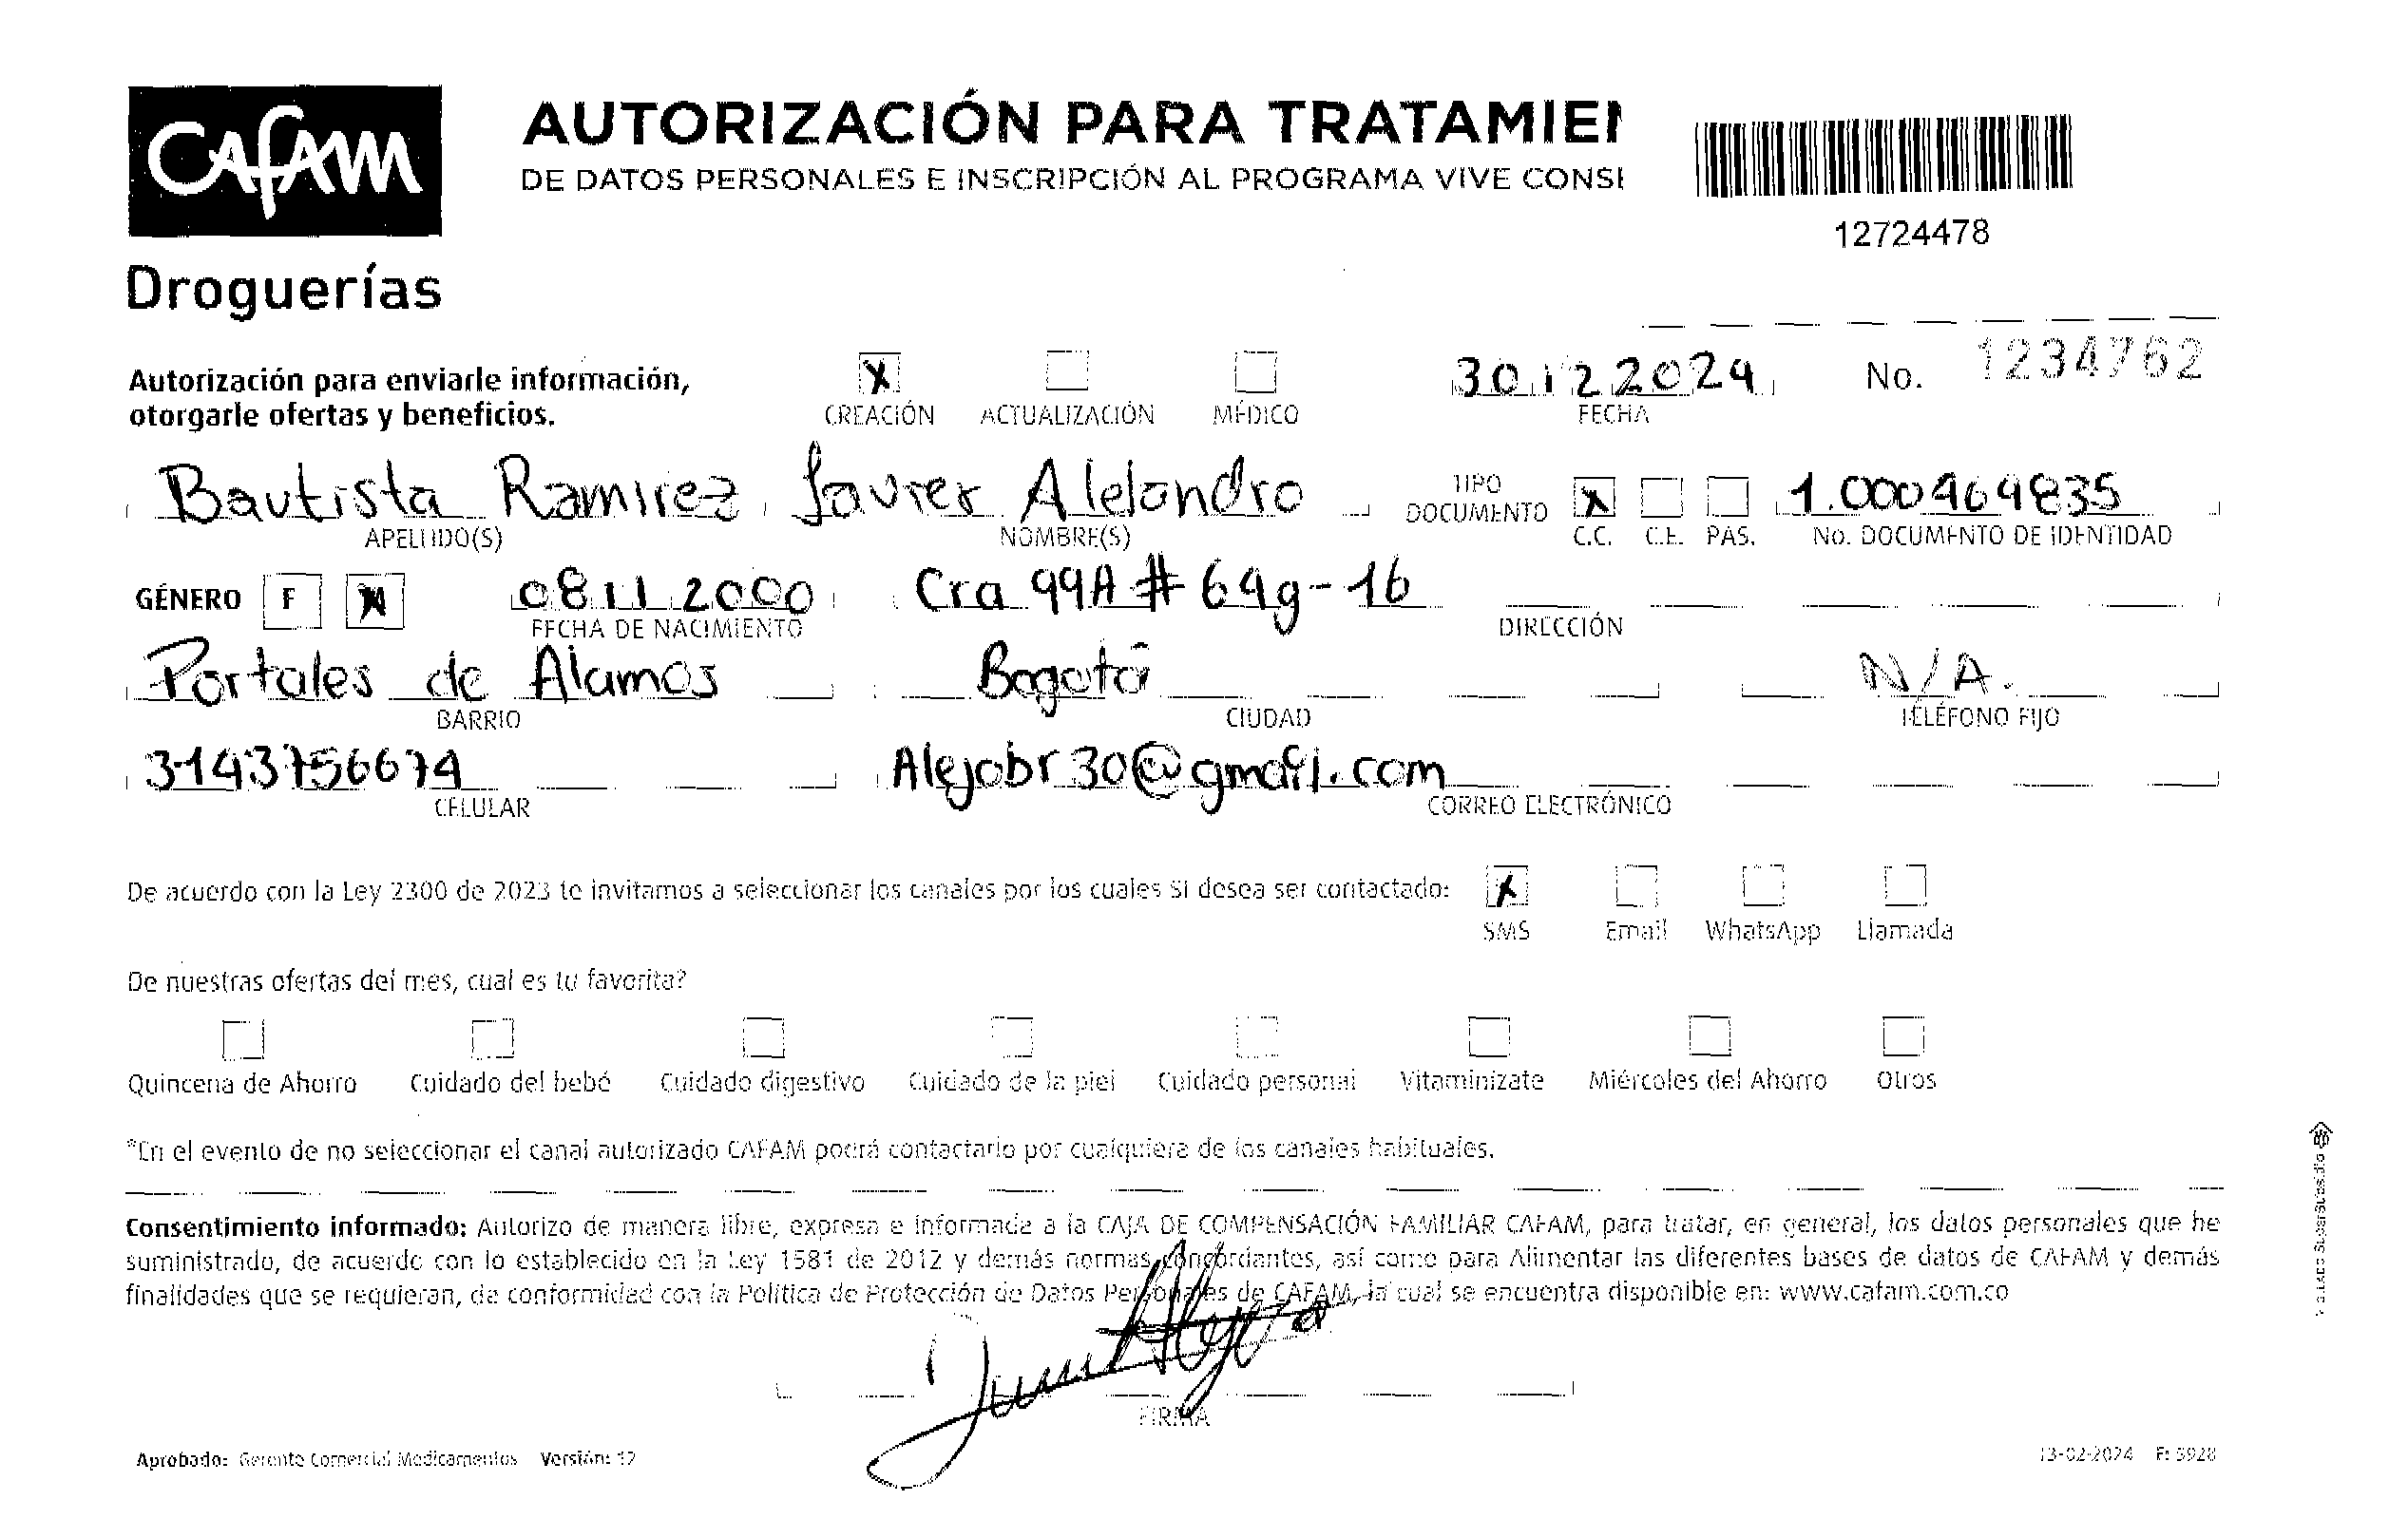 CAFAM
Droguerías
AUTORIZACIÓN PARA TRATAMIE
DE DATOS PERSONALES E INSCRIPCIÓN AL PROGRAMA VIVE CONS
12724478
Autorización para enviarle información,
otorgarle ofertas y beneficios.
X CREACIÓN ACTUALIZACIÓN MÉDICO
30 12 2024 FECHA
No. 1234762
Bautista Ramirez Javier Alejandro
APELLIDO(S) NOMBRE(S)
TIPO DOCUMENTO X C.C. C.E. PAS.
1.000464835
No. DOCUMENTO DE IDENTIDAD
GÉNERO F M 08 11 2000 Cra 99A # 64g-16
FECHA DE NACIMIENTO DIRECCIÓN
Portales de Alamos Bogotá N/A.
BARRIO CIUDAD TELÉFONO FIJO
3143756674 Alejobr30@gmail.com
CELULAR CORREO ELECTRÓNICO
De acuerdo con la Ley 2300 de 2023 te invitamos a seleccionar los canales por los cuales SI desea ser contactado: X
SMS Email WhatsApp Llamada
De nuestras ofertas del mes, cual es tu favorita?
Quincena de Ahorro Cuidado del bebé Cuidado digestivo Cuidado de la piel Cuidado personal Vitaminízate Miércoles del Ahorro Otros
*En el evento de no seleccionar el canal autorizado CAFAM podrá contactarlo por cualquiera de los canales habituales.
Consentimiento informado: Autorizo de manera libre, expresa e informada a la CAJA DE COMPENSACIÓN FAMILIAR CAFAM, para tratar, en general, los datos personales que he
suministrado, de acuerdo con lo establecido en la Ley 1581 de 2012 y demás normas concordantes, así como para Alimentar las diferentes bases de datos de CAFAM y demás
finalidades que se requieran, de conformidad con la Política de Protección de Datos Personales de CAFAM, la cual se encuentra disponible en: www.cafam.com.co
FIRMA
Aprobado: Gerente Comercial Medicamentos Versión: 12
13-02-2024 F: 5928
VIGILADO SuperSubsidio